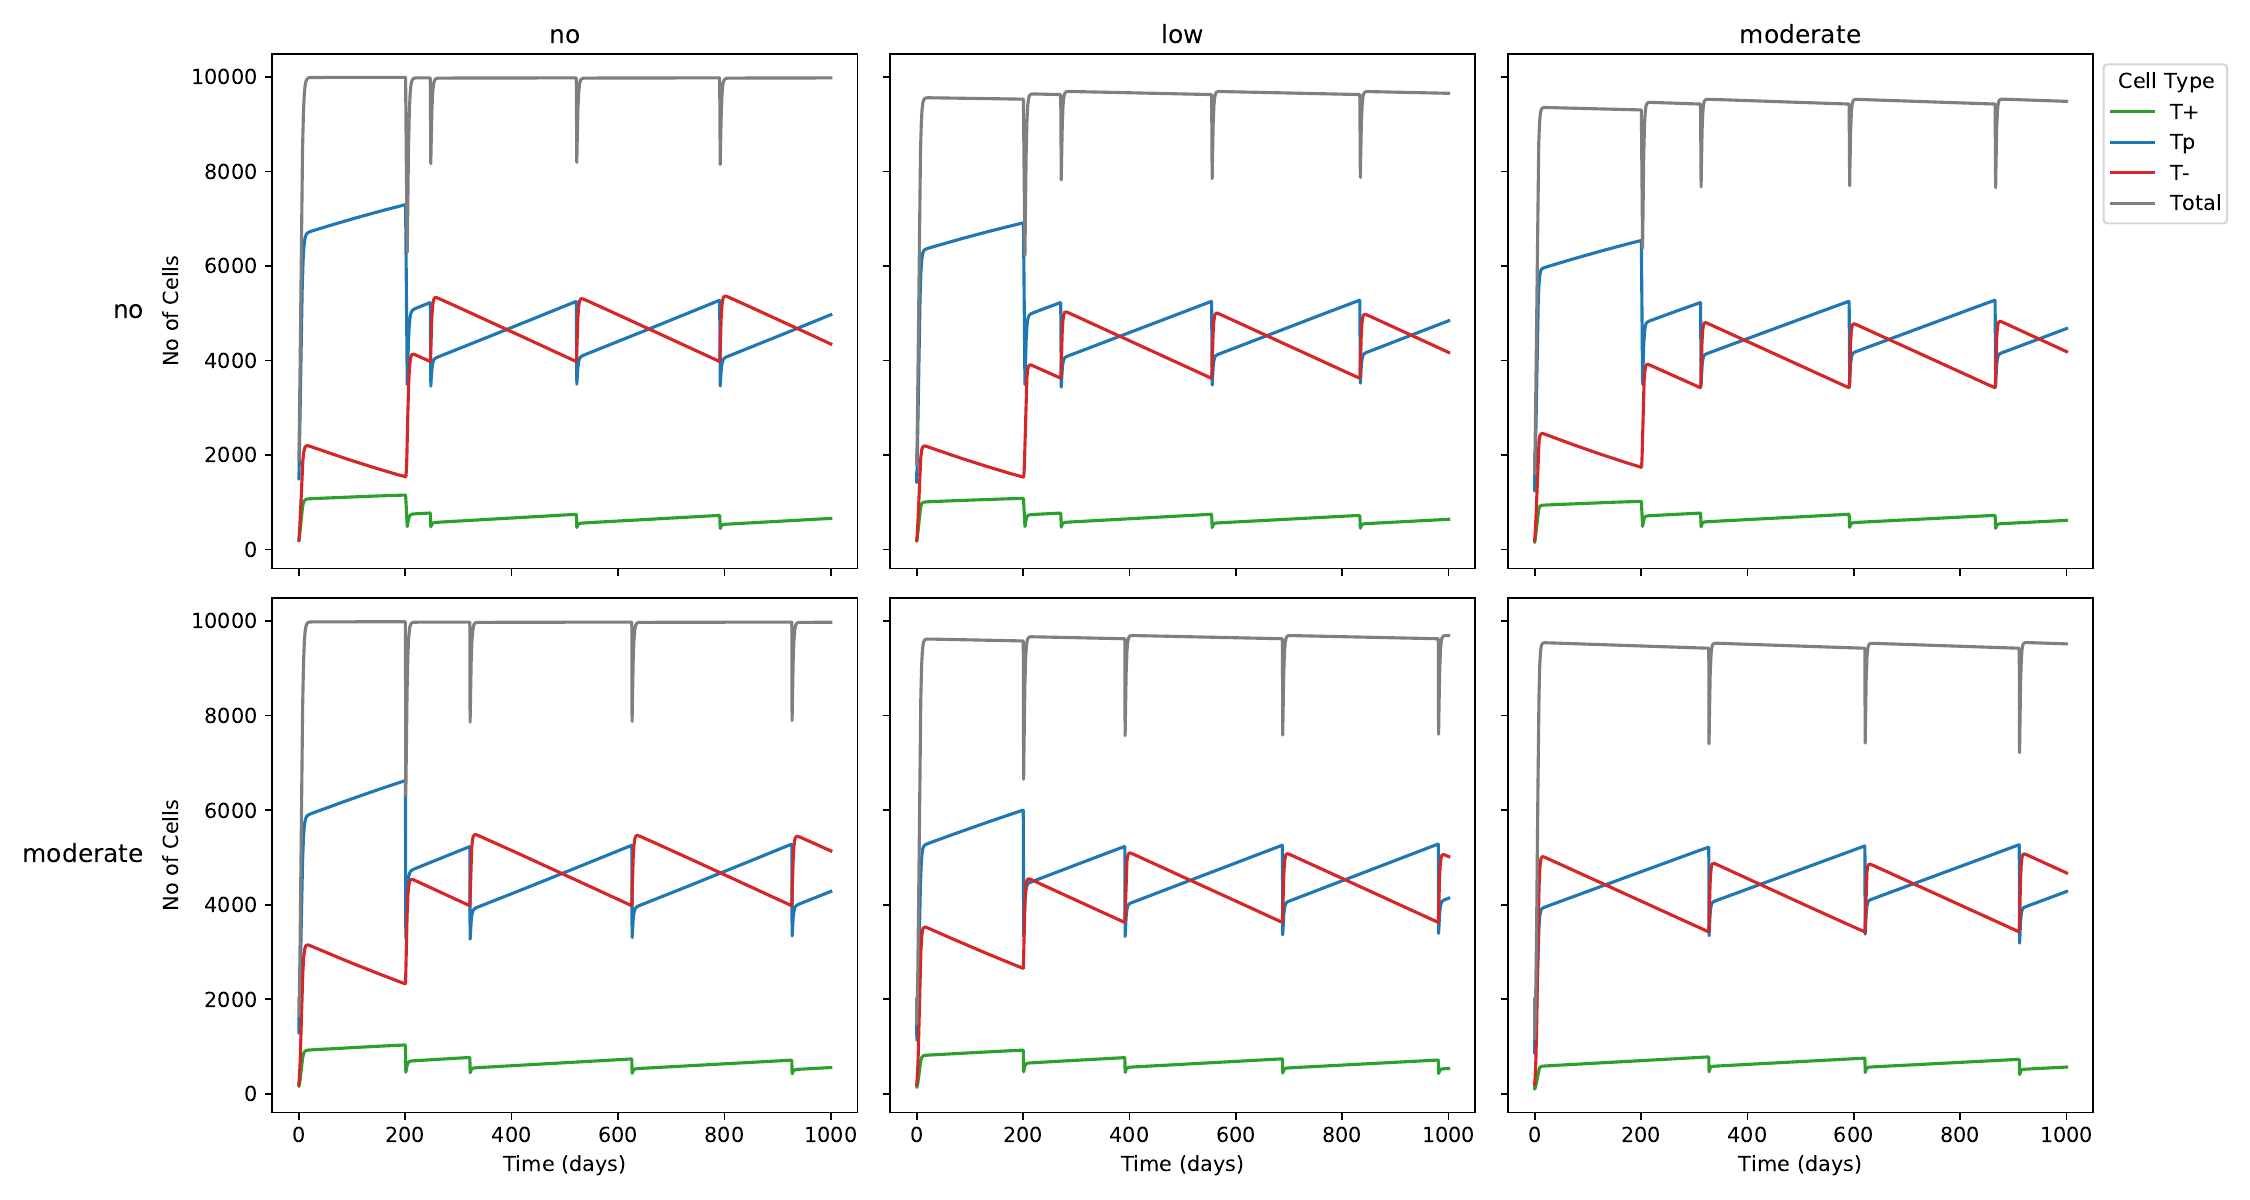 no low moderate
Cell Type
T+
Tp
T-
Total
no
No of Cells
10000
8000
6000
4000
2000
0
moderate
No of Cells
10000
8000
6000
4000
2000
0
0 200 400 600 800 1000
0 200 400 600 800 1000
0 200 400 600 800 1000
Time (days) Time (days) Time (days)